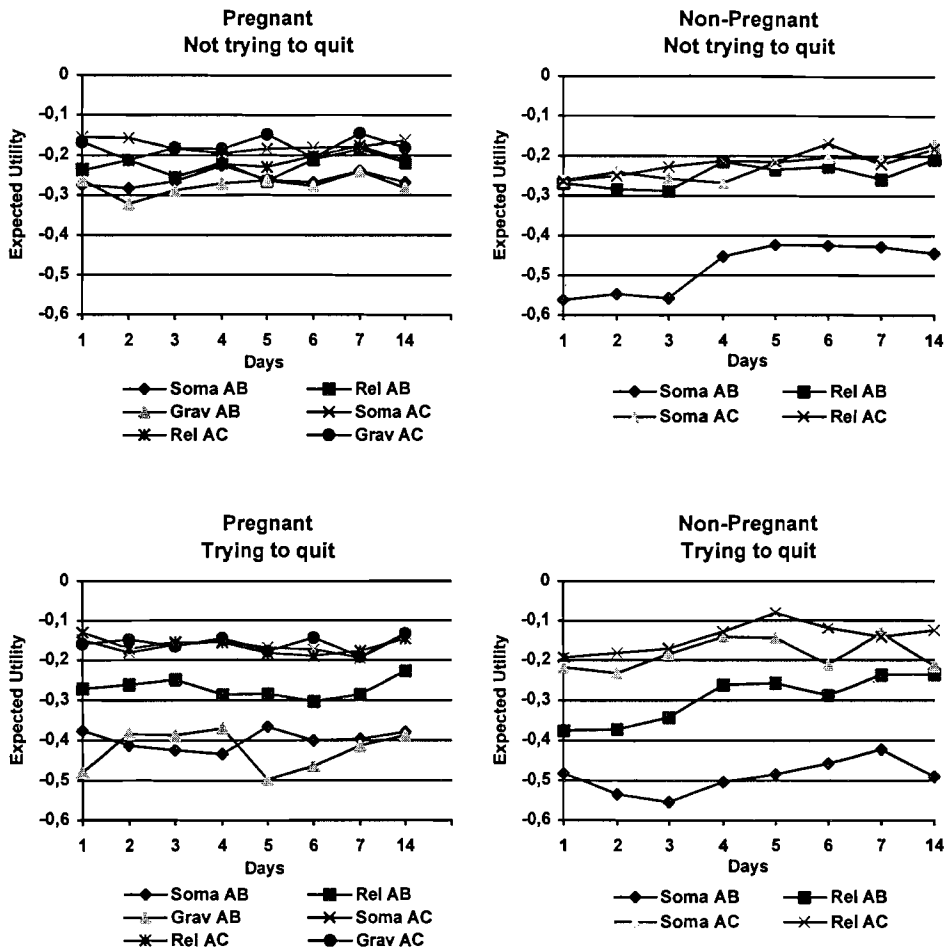 Pregnant
Not trying to quit
0
-0,1
-0,2
-0,3
-0,4
-0,5
-0,6
Expected Utility
1 2 3 4 5 6 7 14
Days
Soma AB Rel AB
Grav AB Soma AC
Rel AC Grav AC
Non-Pregnant
Not trying to quit
0
-0,1
-0,2
-0,3
-0,4
-0,5
-0,6
Expected Utility
1 2 3 4 5 6 7 14
Days
Soma AB Rel AB
Soma AC Rel AC
Pregnant
Trying to quit
0
-0,1
-0,2
-0,3
-0,4
-0,5
-0,6
Expected Utility
1 2 3 4 5 6 7 14
Days
Soma AB Rel AB
Grav AB Soma AC
Rel AC Grav AC
Non-Pregnant
Trying to quit
0
-0,1
-0,2
-0,3
-0,4
-0,5
-0,6
Expected Utility
1 2 3 4 5 6 7 14
Days
Soma AB Rel AB
Soma AC Rel AC